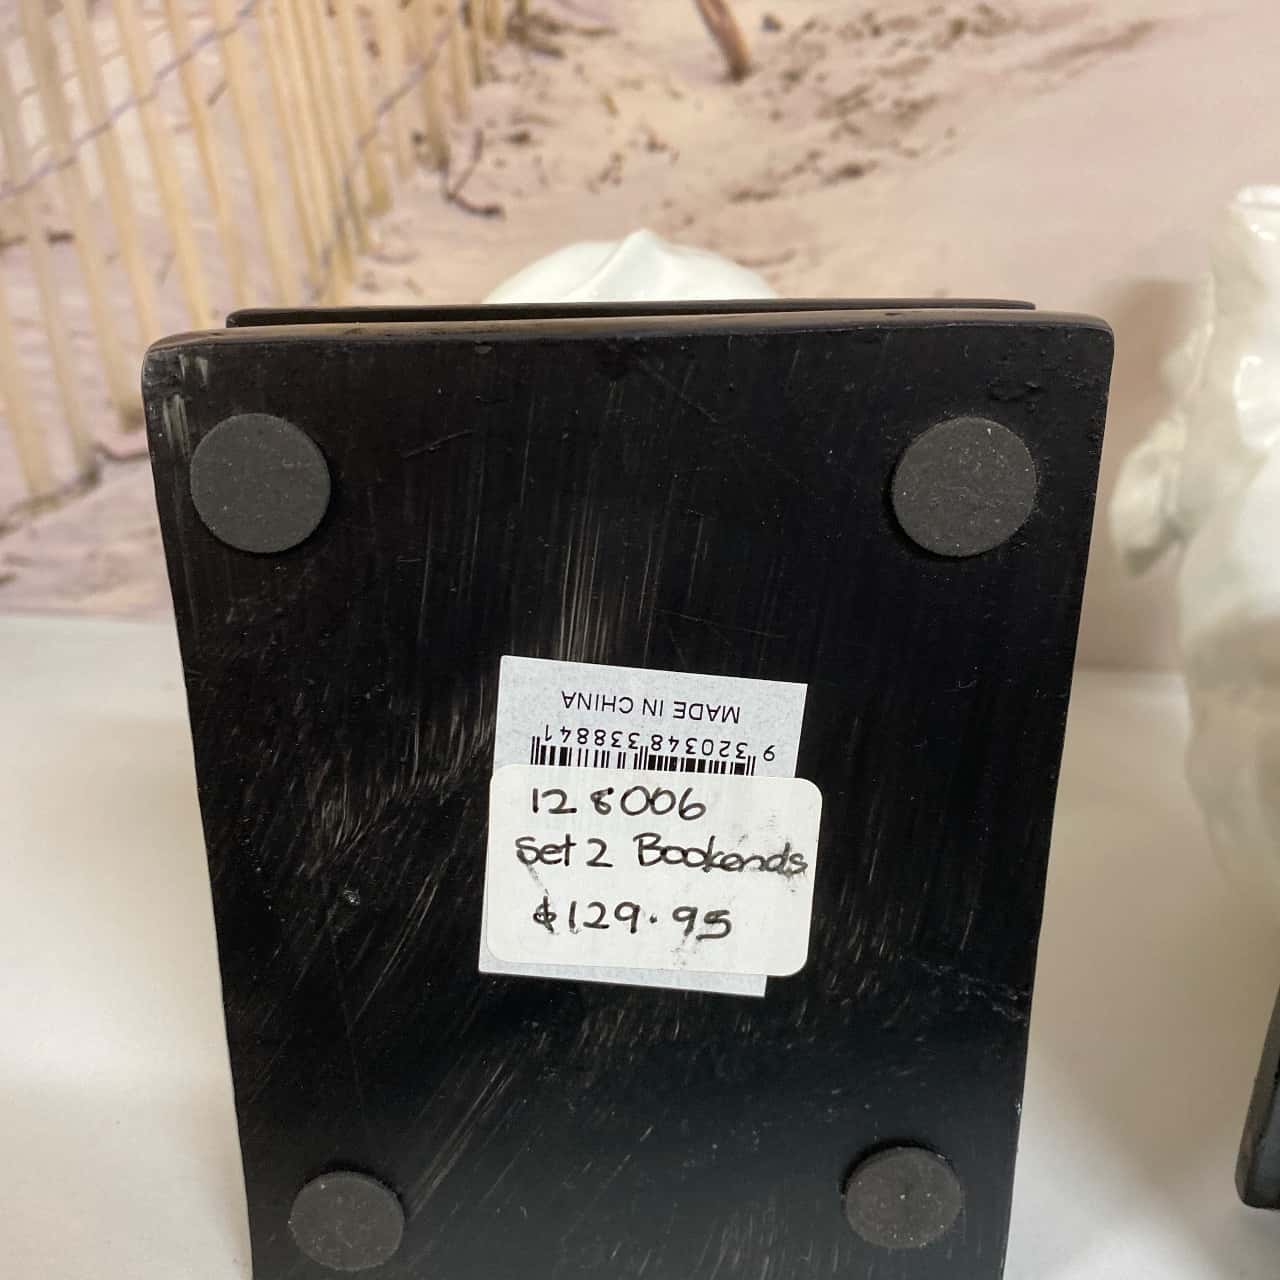 MADE IN CHINA
9 320348 338841
128006
Set 2 Bookends
$129.95